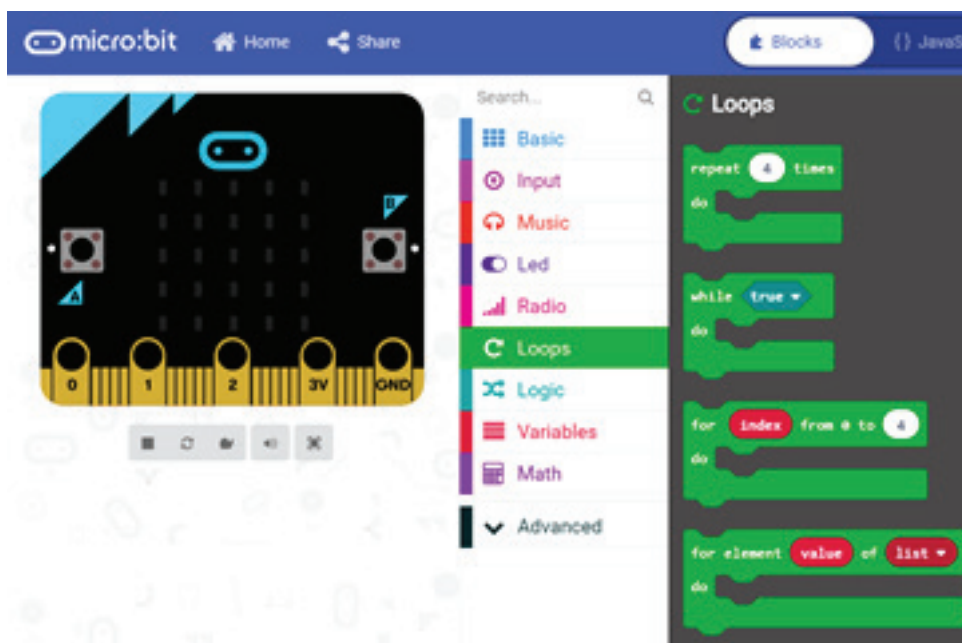 micro:bit Home Share Blocks {} JavaS
Search...
Basic
Input
Music
Led
Radio
Loops
Logic
Variables
Math
Advanced
B
A
0 1 2 3V GND
Loops
repeat 4 times
do
while true
do
for index from 0 to 4
do
for element value of list
do